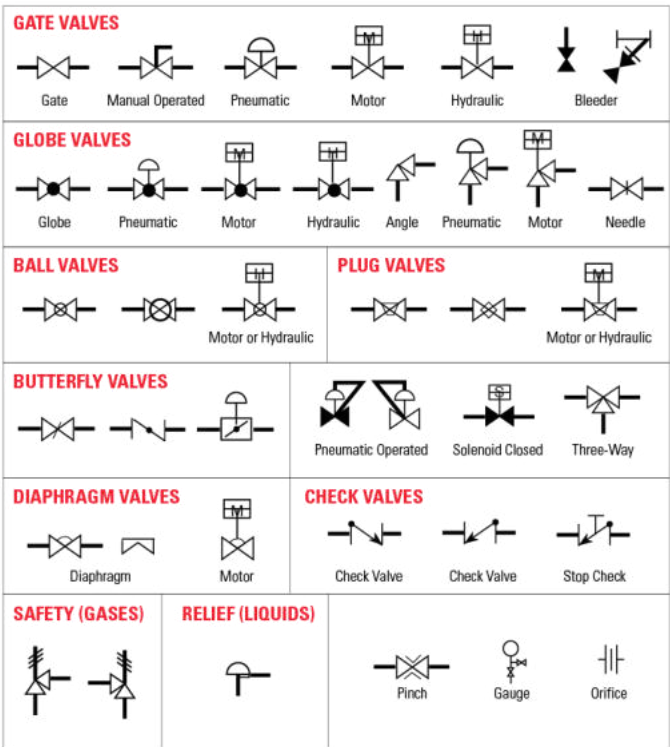 GATE VALVES
M
H
Gate
Manual Operated
Pneumatic
Motor
Hydraulic
Bleeder
GLOBE VALVES
M
H
M
Globe
Pneumatic
Motor
Hydraulic
Angle
Pneumatic
Motor
Needle
BALL VALVES
H
Motor or Hydraulic
PLUG VALVES
M
Motor or Hydraulic
BUTTERFLY VALVES
S
Pneumatic Operated
Solenoid Closed
Three-Way
DIAPHRAGM VALVES
M
Diaphragm
Motor
CHECK VALVES
Check Valve
Check Valve
Stop Check
SAFETY (GASES)
RELIEF (LIQUIDS)
Pinch
Gauge
Orifice